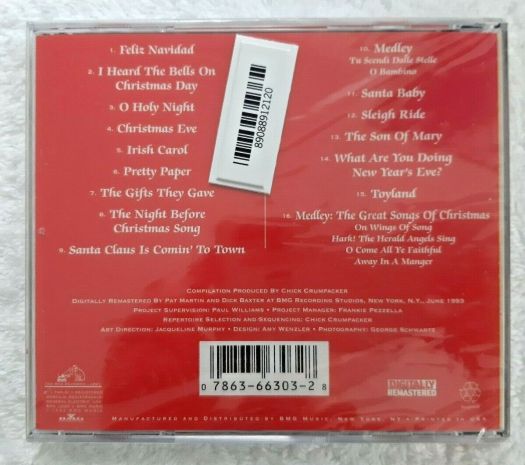 1. Feliz Navidad
2. I Heard The Bells On
Christmas Day
3. O Holy Night
4. Christmas Eve
5. Irish Carol
6. Pretty Paper
7. The Gifts They Gave
8. The Night Before
Christmas Song
9. Santa Claus Is Comin' To Town
89088912120
10. Medley
Tu Scendi Dalle Stelle
O Bambino
11. Santa Baby
12. Sleigh Ride
13. The Son Of Mary
14. What Are You Doing
New Year's Eve?
15. Toyland
16. Medley: The Great Songs Of Christmas
On Wings Of Song
Hark! The Herald Angels Sing
O Come All Ye Faithful
Away In A Manger
Compilation Produced By Chick Crumpacker
Digitally Remastered By Pat Martin and Dick Baxter at BMG Recording Studios, New York, N.Y., June 1993
Project Supervision: Paul Williams • Project Manager: Frankie Pezzella
Repertoire Selection and Sequencing: Chick Crumpacker
Art Direction: Jacqueline Murphy • Design: Amy Wenzler • Photography: George Schwartz
0 7863-66303-2 8
DIGITALLY
REMASTERED
BMG
Manufactured and Distributed by BMG Music, New York, NY • Printed in USA